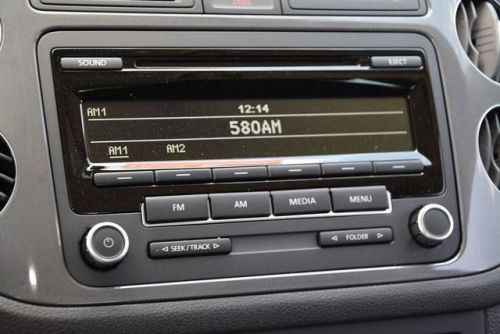 SOUND EJECT
AM1 12:14
580AM
AM1 AM2
FM AM MEDIA MENU
SEEK/TRACK FOLDER